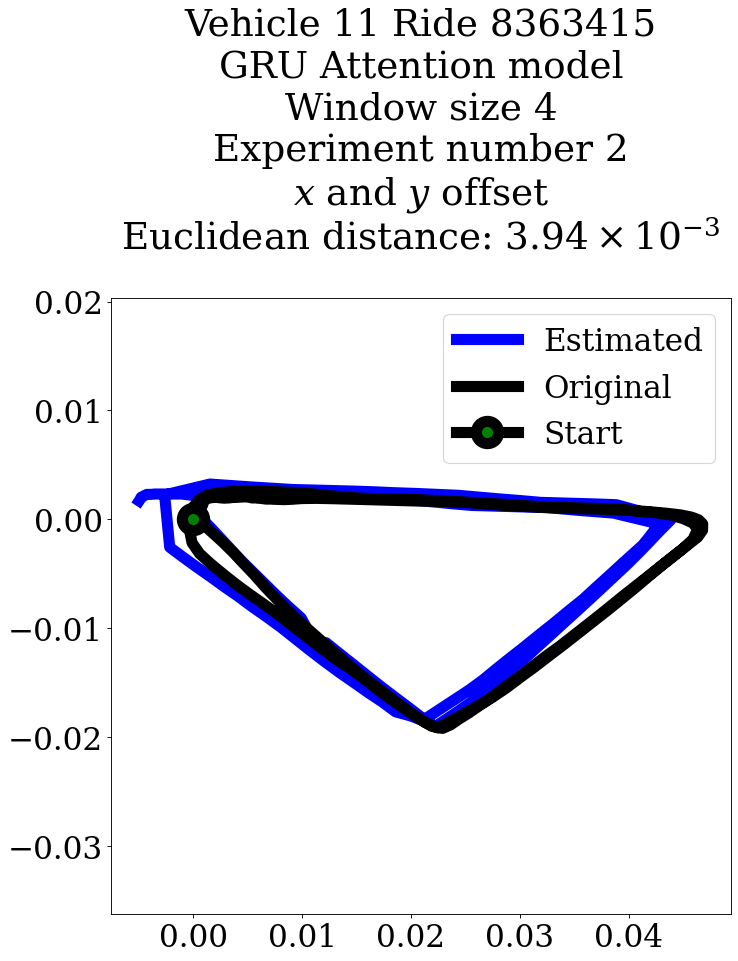 Vehicle 11 Ride 8363415
GRU Attention model
Window size 4
Experiment number 2
x and y offset
Euclidean distance: 3.94 × 10⁻³
0.02
0.01
0.00
−0.01
−0.02
−0.03
Estimated
Original
Start
0.00 0.01 0.02 0.03 0.04